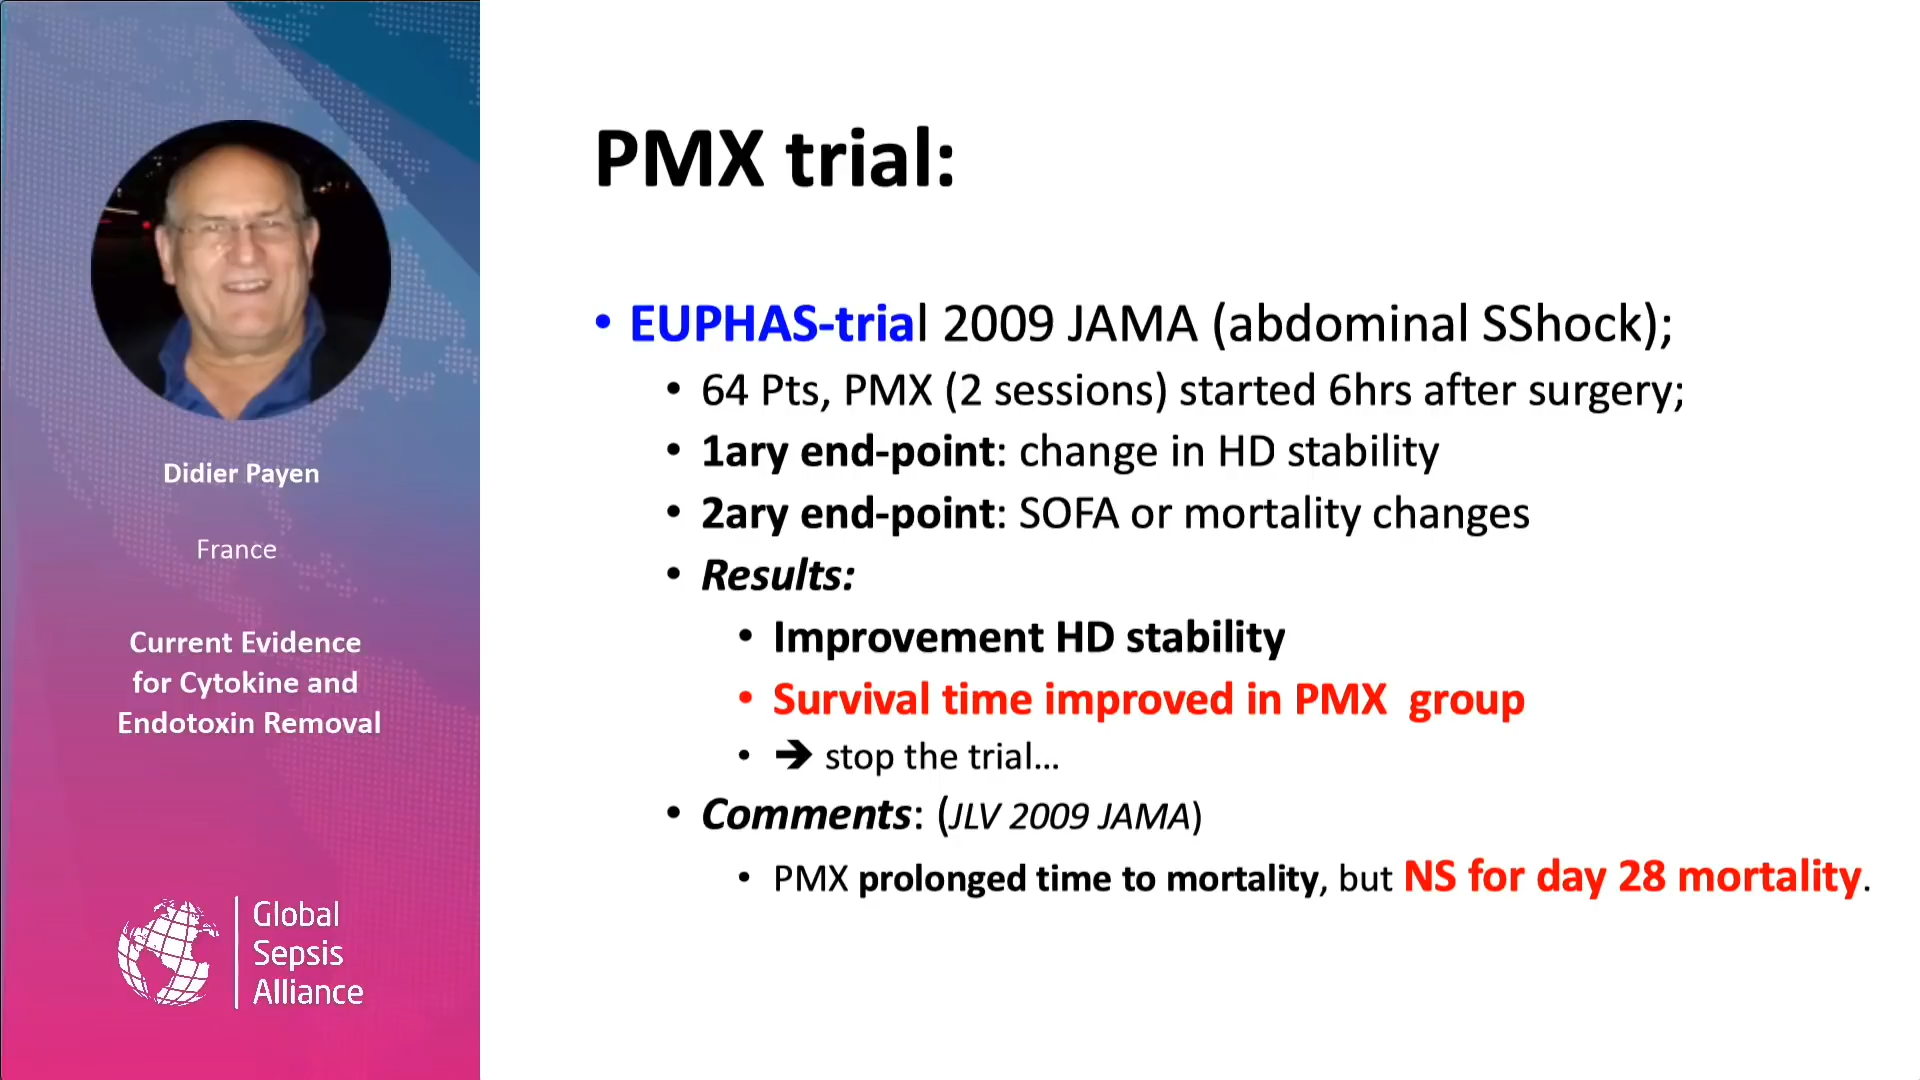 Didier Payen
France
Current Evidence
for Cytokine and
Endotoxin Removal
Global
Sepsis
Alliance
PMX trial:
• EUPHAS-trial 2009 JAMA (abdominal SShock);
• 64 Pts, PMX (2 sessions) started 6hrs after surgery;
• 1ary end-point: change in HD stability
• 2ary end-point: SOFA or mortality changes
• Results:
• Improvement HD stability
• Survival time improved in PMX group
• ➔ stop the trial...
• Comments: (JLV 2009 JAMA)
• PMX prolonged time to mortality, but NS for day 28 mortality.